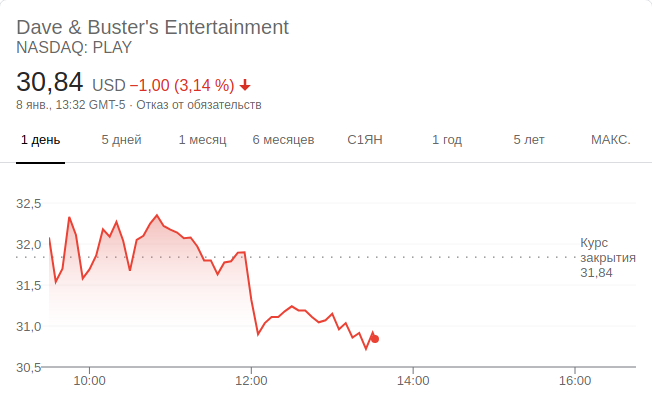 Dave & Buster's Entertainment
NASDAQ: PLAY
30,84 USD −1,00 (3,14 %)
8 янв., 13:32 GMT-5 · Отказ от обязательств
1 день 5 дней 1 месяц 6 месяцев С1ЯН 1 год 5 лет МАКС.
32,5
32,0
31,5
31,0
30,5
Курс
закрытия
31,84
10:00 12:00 14:00 16:00